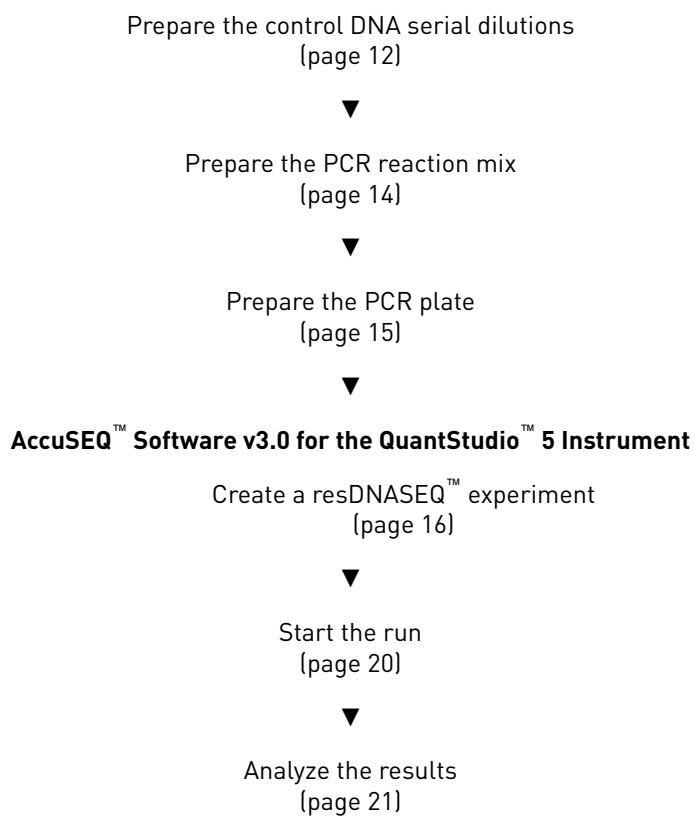 Prepare the control DNA serial dilutions
(page 12)
▼
Prepare the PCR reaction mix
(page 14)
▼
Prepare the PCR plate
(page 15)
▼
AccuSEQ™ Software v3.0 for the QuantStudio™ 5 Instrument
Create a resDNASEQ™ experiment
(page 16)
▼
Start the run
(page 20)
▼
Analyze the results
(page 21)